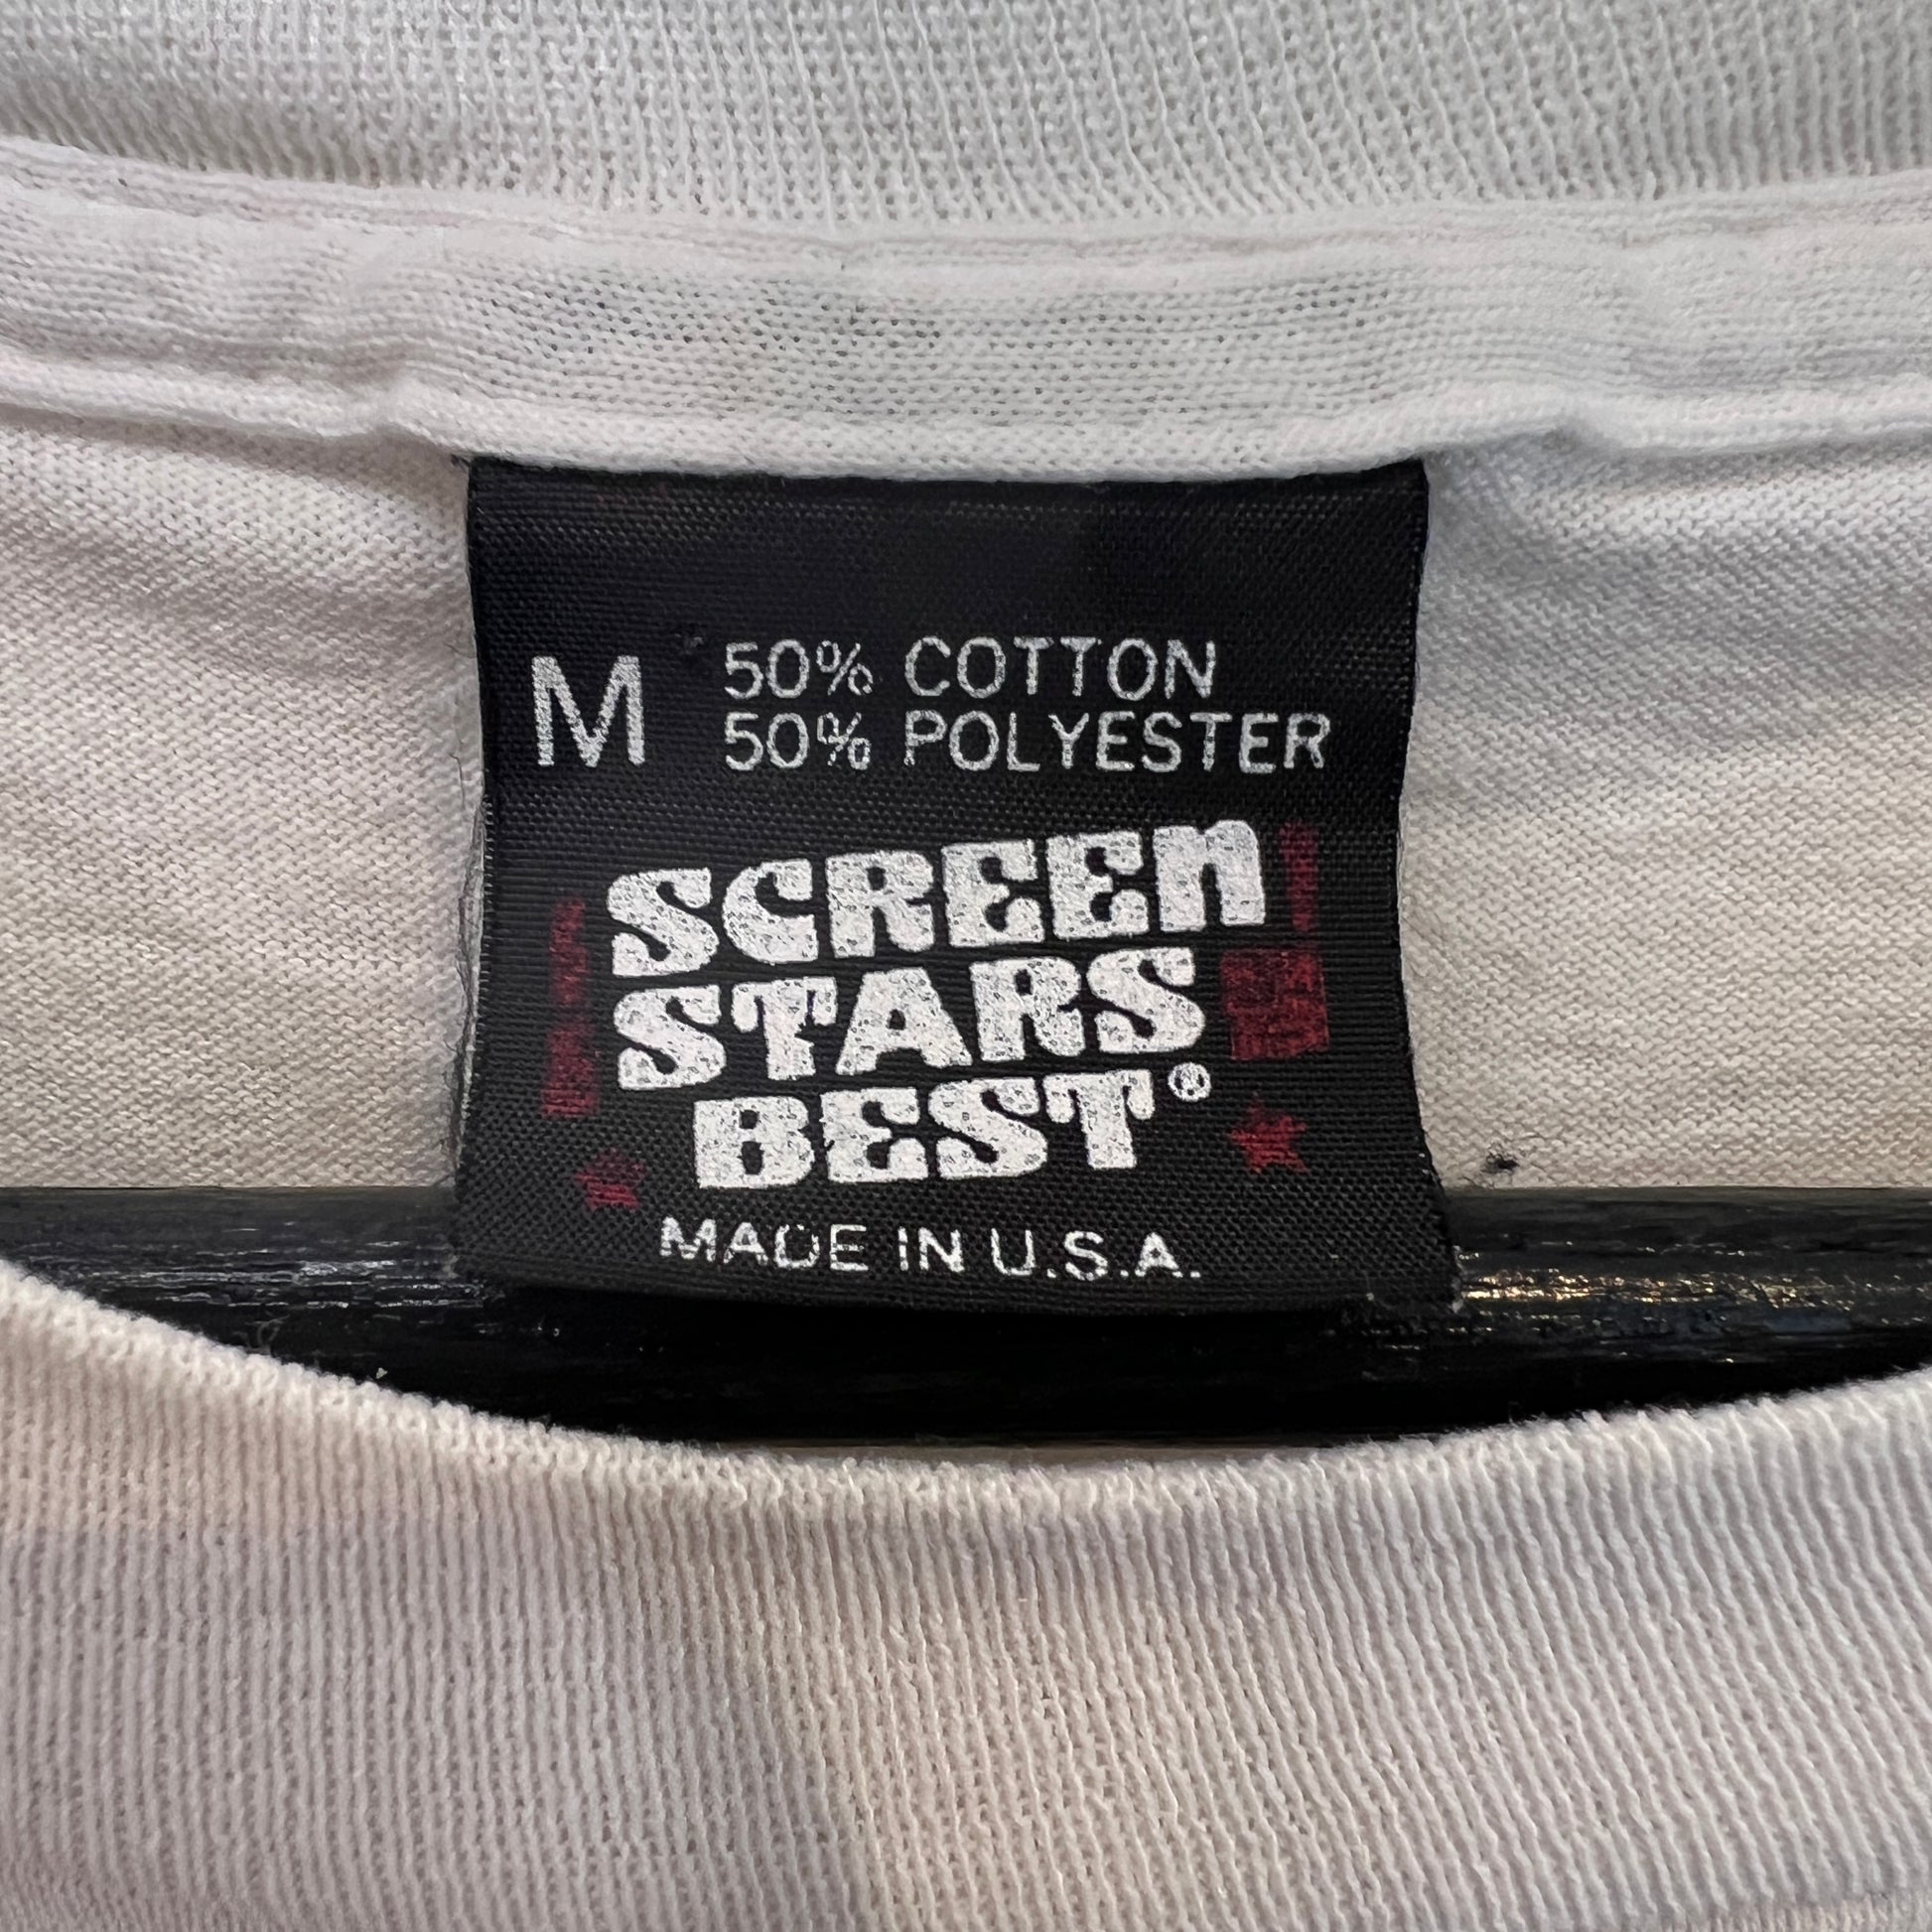 M 50% COTTON
50% POLYESTER
SCREEN
STARS
BEST®
MADE IN U.S.A.